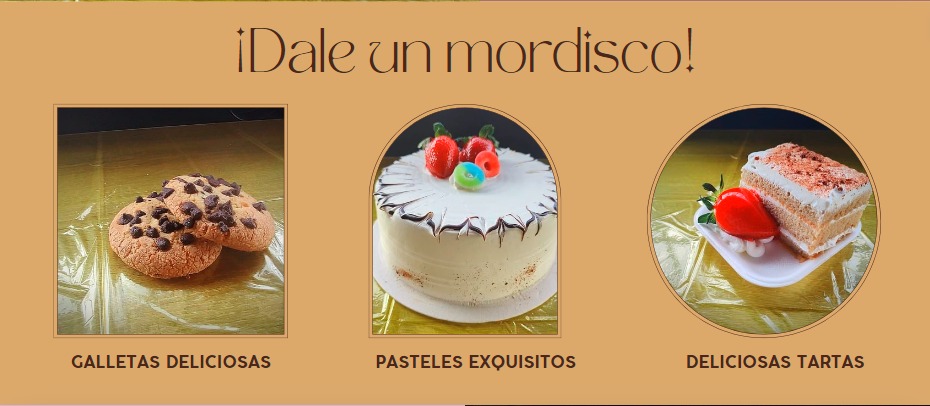 ¡Dale un mordisco!
GALLETAS DELICIOSAS
PASTELES EXQUISITOS
DELICIOSAS TARTAS